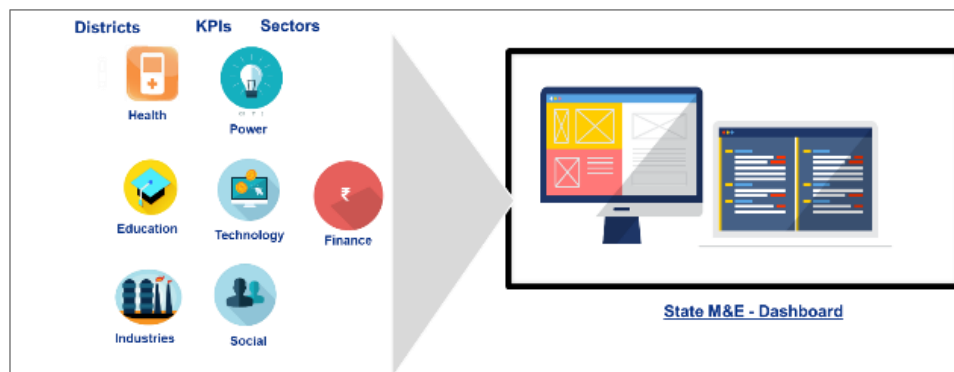 Districts KPIs Sectors
Health
Power
Education
Technology
Finance
₹
Industries
Social
State M&E - Dashboard